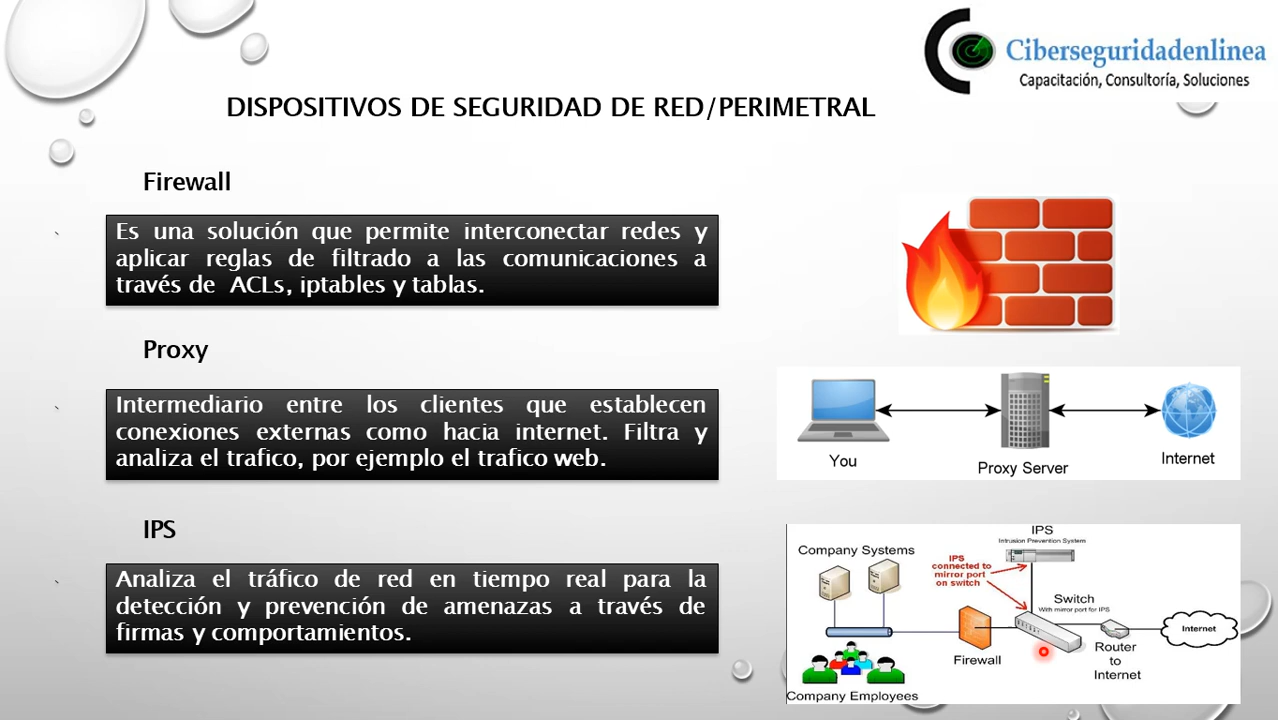 Ciberseguridadenlinea
Capacitación, Consultoría, Soluciones
DISPOSITIVOS DE SEGURIDAD DE RED/PERIMETRAL
Firewall
Es una solución que permite interconectar redes y
aplicar reglas de filtrado a las comunicaciones a
través de ACLs, iptables y tablas.
Proxy
Intermediario entre los clientes que establecen
conexiones externas como hacia internet. Filtra y
analiza el trafico, por ejemplo el trafico web.
You
Proxy Server
Internet
IPS
Analiza el tráfico de red en tiempo real para la
detección y prevención de amenazas a través de
firmas y comportamientos.
IPS
Intrusion Prevention System
Company Systems
IPS
connected to
mirror port
on switch
Switch
With mirror port for IPS
Internet
Firewall
Router
to
Internet
Company Employees